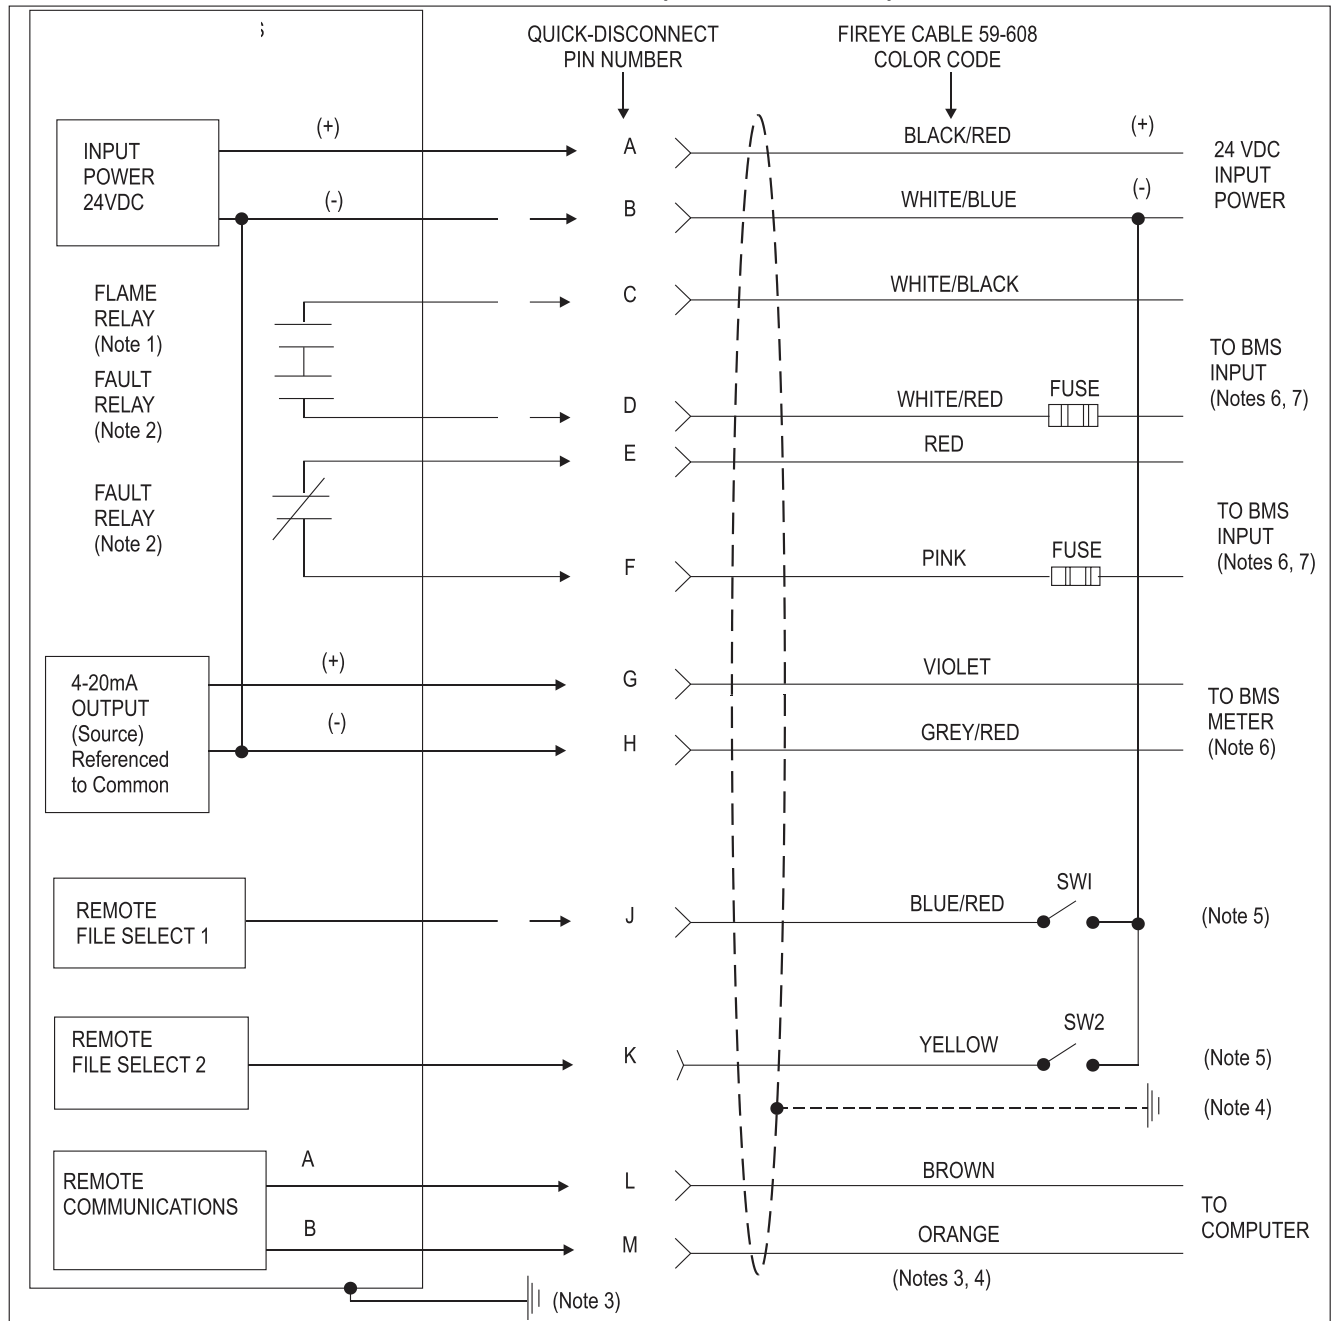 QUICK-DISCONNECT
PIN NUMBER
FIREYE CABLE 59-608
COLOR CODE
INPUT
POWER
24VDC
(+)
(-)
A
BLACK/RED
(+)
B
WHITE/BLUE
(-)
24 VDC
INPUT
POWER
FLAME
RELAY
(Note 1)
FAULT
RELAY
(Note 2)
C
WHITE/BLACK
D
WHITE/RED
FUSE
TO BMS
INPUT
(Notes 6, 7)
FAULT
RELAY
(Note 2)
E
RED
F
PINK
FUSE
TO BMS
INPUT
(Notes 6, 7)
4-20mA
OUTPUT
(Source)
Referenced
to Common
(+)
(-)
G
VIOLET
H
GREY/RED
TO BMS
METER
(Note 6)
REMOTE
FILE SELECT 1
J
BLUE/RED
SWI
(Note 5)
REMOTE
FILE SELECT 2
K
YELLOW
SW2
(Note 5)
(Note 4)
REMOTE
COMMUNICATIONS
A
B
L
BROWN
M
ORANGE
TO
COMPUTER
(Notes 3, 4)
(Note 3)